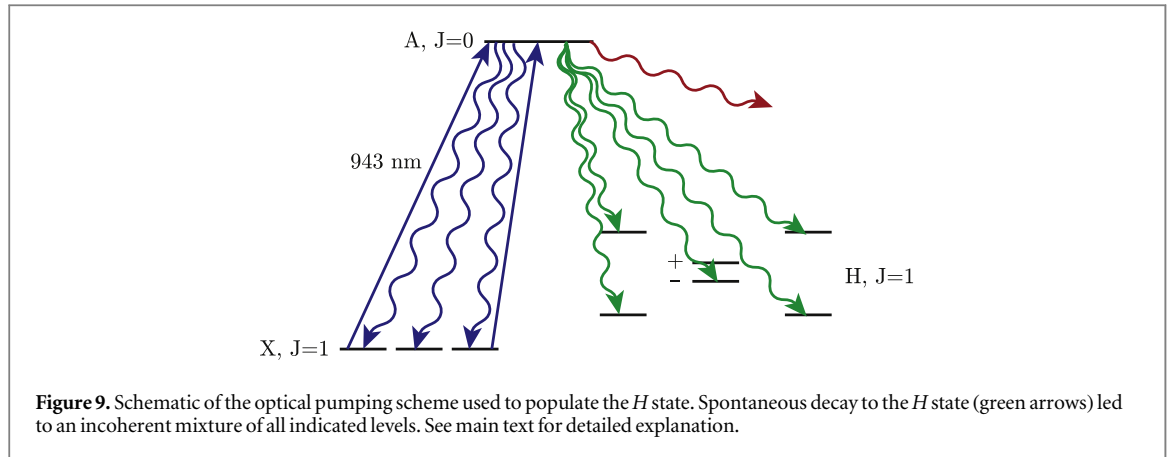 A, J=0
943 nm
+
−
H, J=1
X, J=1
Figure 9. Schematic of the optical pumping scheme used to populate the H state. Spontaneous decay to the H state (green arrows) led
to an incoherent mixture of all indicated levels. See main text for detailed explanation.